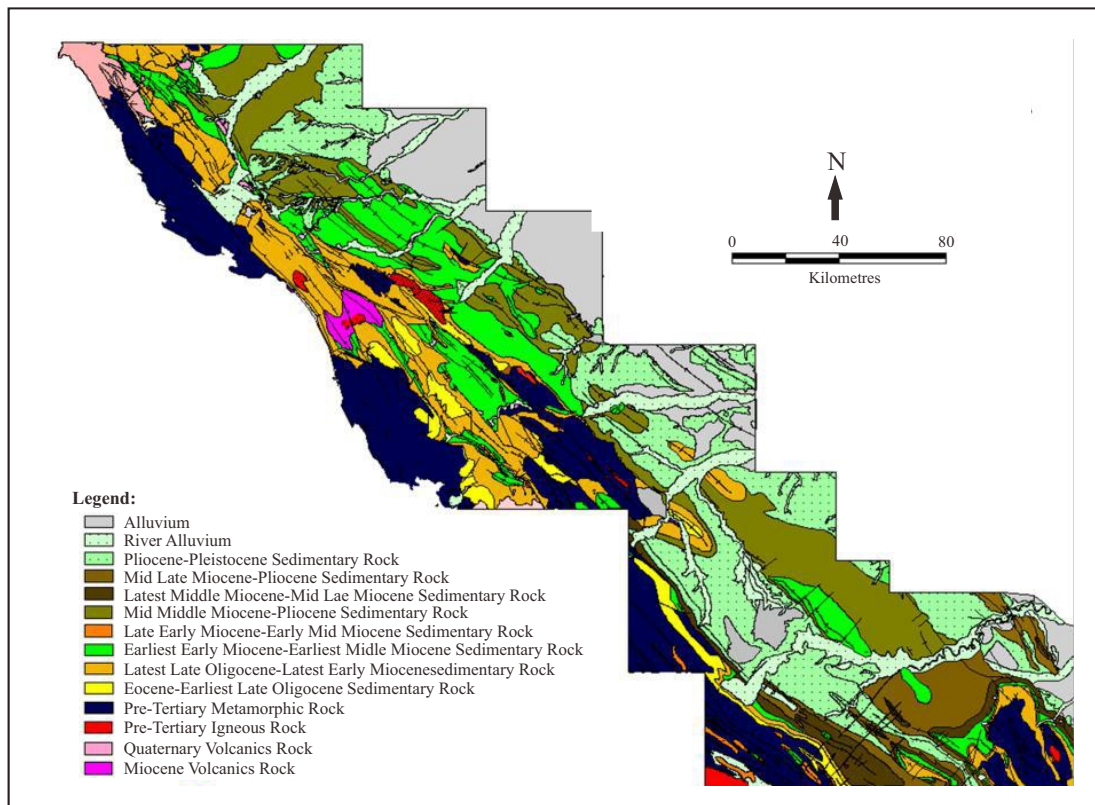 N
0 40 80
Kilometres
Legend:
Alluvium
River Alluvium
Pliocene-Pleistocene Sedimentary Rock
Mid Late Miocene-Pliocene Sedimentary Rock
Latest Middle Miocene-Mid Lae Miocene Sedimentary Rock
Mid Middle Miocene-Pliocene Sedimentary Rock
Late Early Miocene-Early Mid Miocene Sedimentary Rock
Earliest Early Miocene-Earliest Midle Miocene Sedimentary Rock
Latest Late Oligocene-Latest Early Miocenesedimentary Rock
Eocene-Earliest Late Oligocene Sedimentary Rock
Pre-Tertiary Metamorphic Rock
Pre-Tertiary Igneous Rock
Quaternary Volcanics Rock
Miocene Volcanics Rock